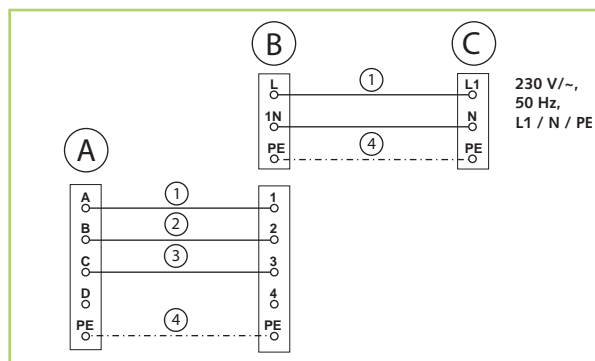 B C
L 1 L1 230 V/~,
50 Hz,
1N N L1 / N / PE
PE 4 PE
A
A 1 1
B 2 2
C 3 3
D 4
PE 4 PE